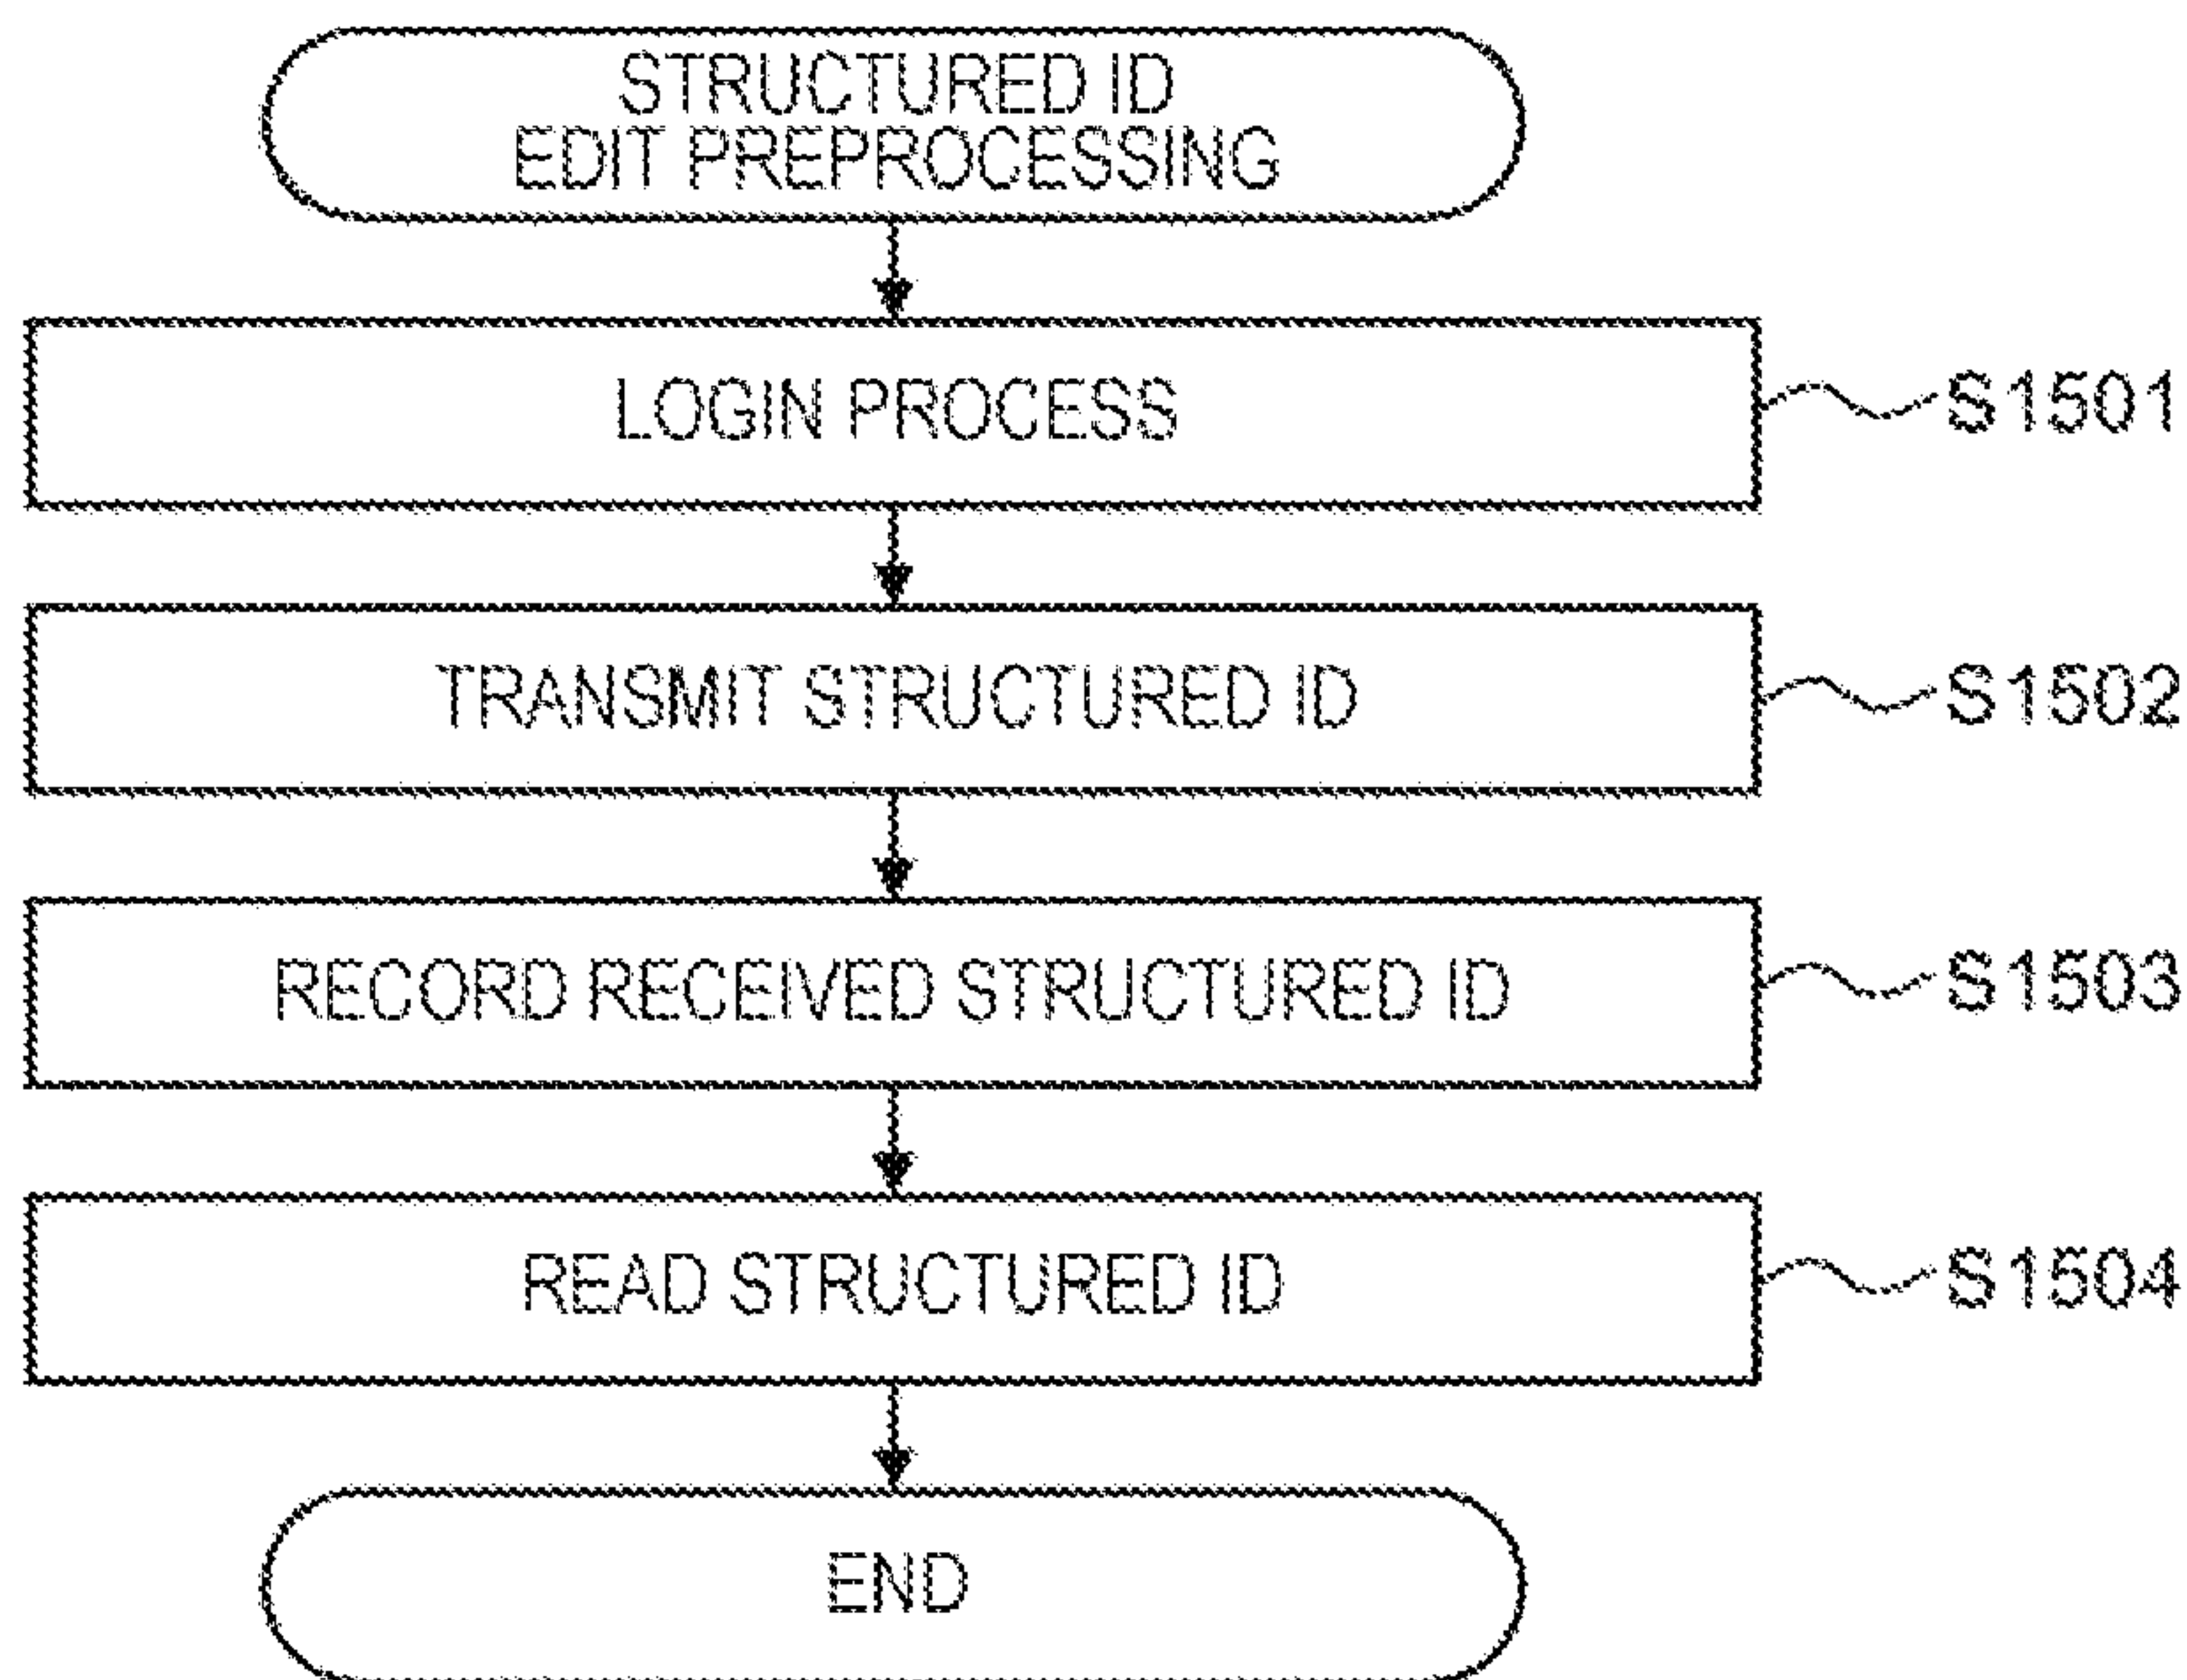 STRUCTURED ID
EDIT PREPROCESSING
LOGIN PROCESS
S1501
TRANSMIT STRUCTURED ID
S1502
RECORD RECEIVED STRUCTURED ID
S1503
READ STRUCTURED ID
S1504
END